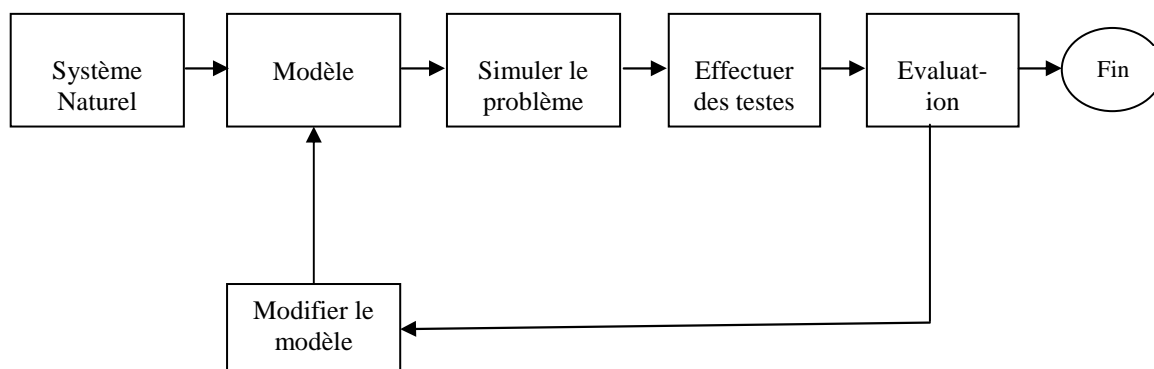 Système
Naturel
Modèle
Simuler le
problème
Effectuer
des testes
Evaluat-
ion
Fin
Modifier le
modèle